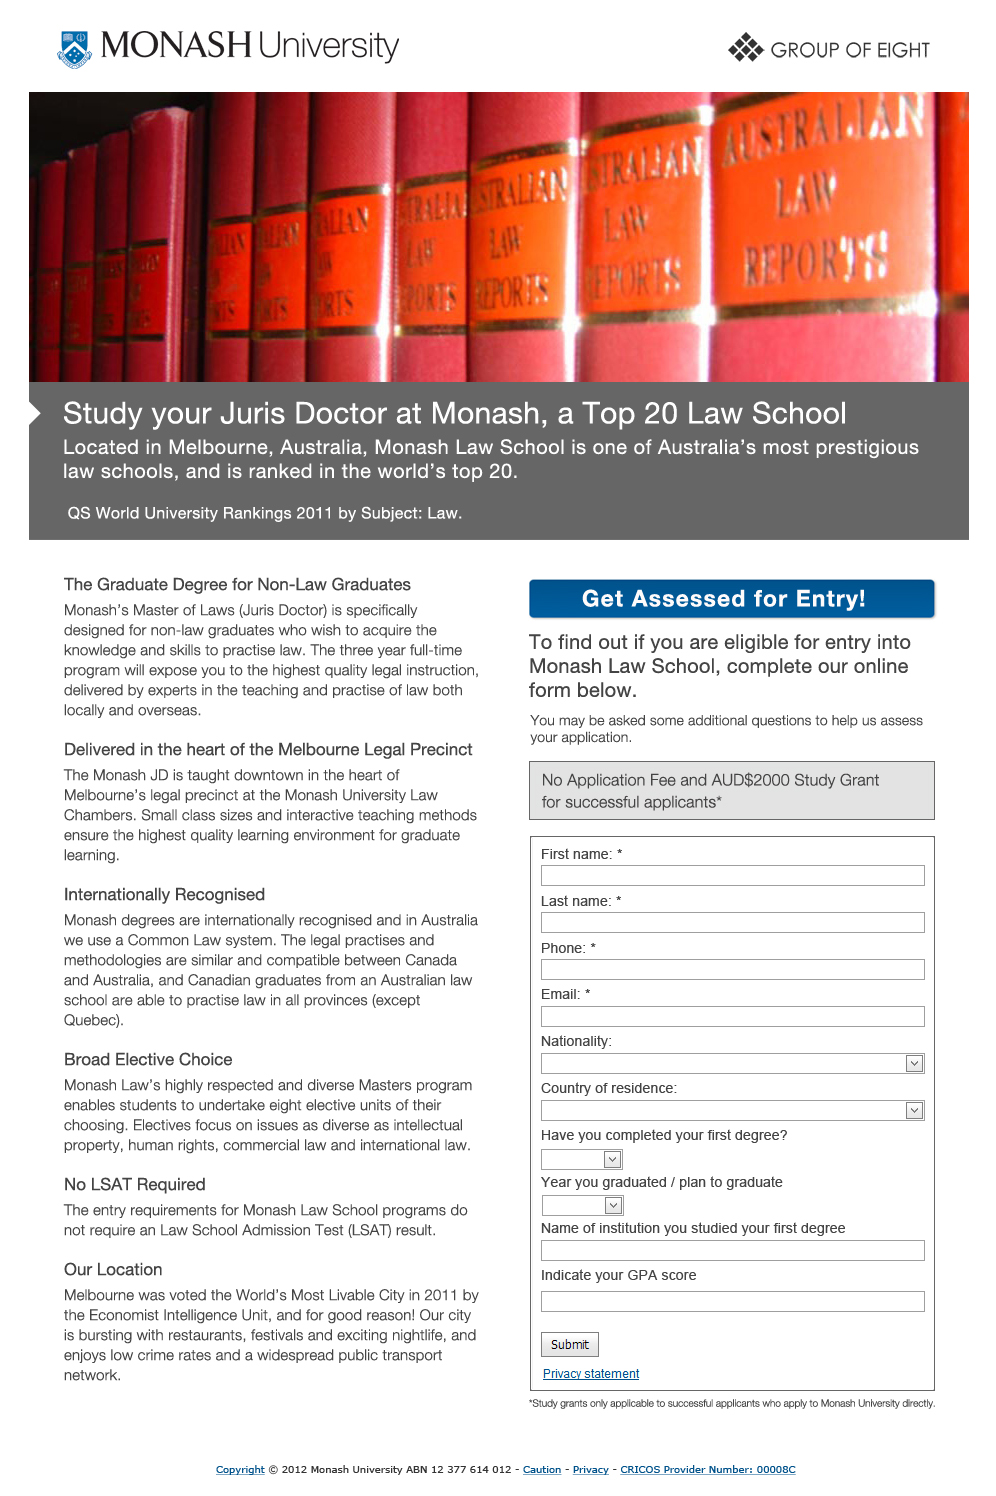 MONASH University
GROUP OF EIGHT
AUSTRALIAN
LAW
REPORTS
Study your Juris Doctor at Monash, a Top 20 Law School
Located in Melbourne, Australia, Monash Law School is one of Australia's most prestigious
law schools, and is ranked in the world's top 20.
QS World University Rankings 2011 by Subject: Law.
The Graduate Degree for Non-Law Graduates
Monash's Master of Laws (Juris Doctor) is specifically
designed for non-law graduates who wish to acquire the
knowledge and skills to practise law. The three year full-time
program will expose you to the highest quality legal instruction,
delivered by experts in the teaching and practise of law both
locally and overseas.
Delivered in the heart of the Melbourne Legal Precinct
The Monash JD is taught downtown in the heart of
Melbourne's legal precinct at the Monash University Law
Chambers. Small class sizes and interactive teaching methods
ensure the highest quality learning environment for graduate
learning.
Internationally Recognised
Monash degrees are internationally recognised and in Australia
we use a Common Law system. The legal practises and
methodologies are similar and compatible between Canada
and Australia, and Canadian graduates from an Australian law
school are able to practise law in all provinces (except
Quebec).
Broad Elective Choice
Monash Law's highly respected and diverse Masters program
enables students to undertake eight elective units of their
choosing. Electives focus on issues as diverse as intellectual
property, human rights, commercial law and international law.
No LSAT Required
The entry requirements for Monash Law School programs do
not require an Law School Admission Test (LSAT) result.
Our Location
Melbourne was voted the World's Most Livable City in 2011 by
the Economist Intelligence Unit, and for good reason! Our city
is bursting with restaurants, festivals and exciting nightlife, and
enjoys low crime rates and a widespread public transport
network.
Get Assessed for Entry!
To find out if you are eligible for entry into
Monash Law School, complete our online
form below.
You may be asked some additional questions to help us assess
your application.
No Application Fee and AUD$2000 Study Grant
for successful applicants*
First name: *
Last name: *
Phone: *
Email: *
Nationality:
Country of residence:
Have you completed your first degree?
Year you graduated / plan to graduate
Name of institution you studied your first degree
Indicate your GPA score
Submit
Privacy statement
*Study grants only applicable to successful applicants who apply to Monash University directly.
Copyright © 2012 Monash University ABN 12 377 614 012 - Caution - Privacy - CRICOS Provider Number: 00008C